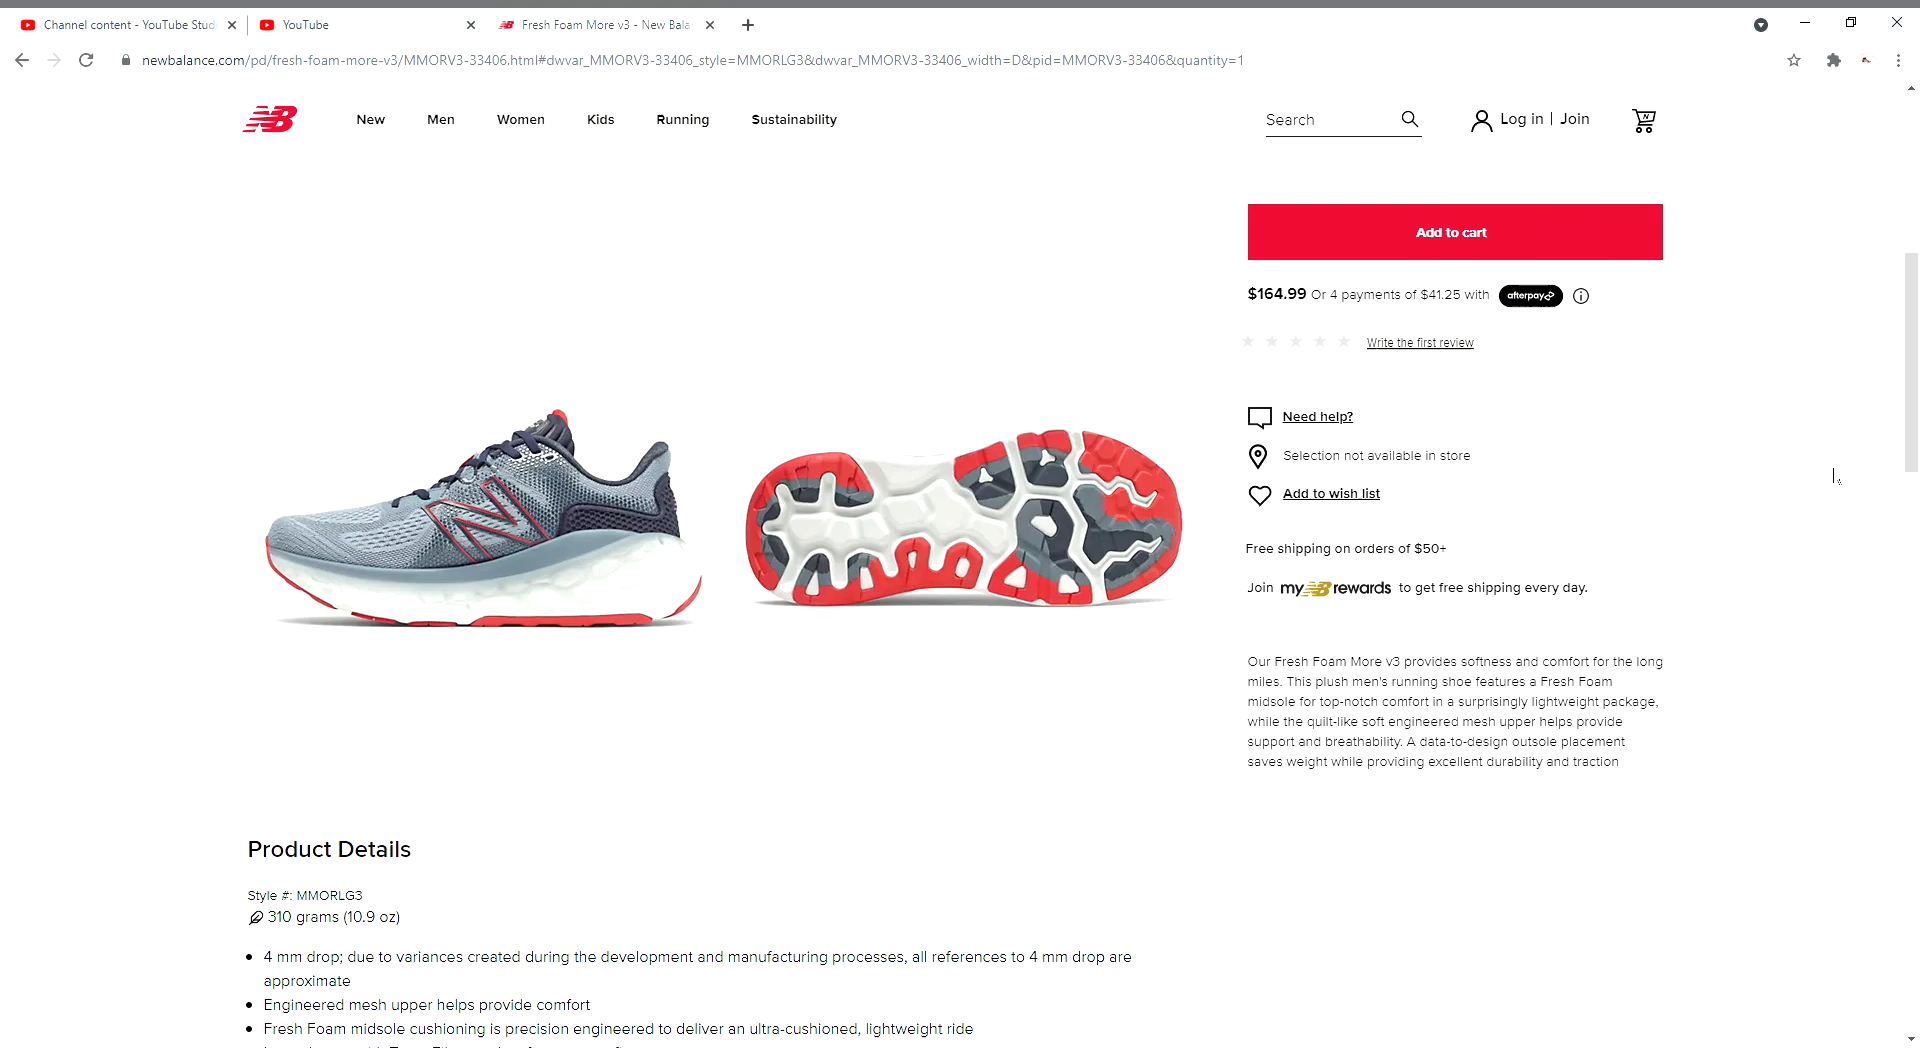 Channel content - YouTube Stud
YouTube
Fresh Foam More v3 - New Bala
newbalance.com/pd/fresh-foam-more-v3/MMORV3-33406.html#dwvar_MMORV3-33406_style=MMORLG3&dwvar_MMORV3-33406_width=D&pid=MMORV3-33406&quantity=1
NB New Men Women Kids Running Sustainability Search Log in | Join
Add to cart
$164.99 Or 4 payments of $41.25 with afterpay
Write the first review
Need help?
Selection not available in store
Add to wish list
Free shipping on orders of $50+
Join myNBrewards to get free shipping every day.
Our Fresh Foam More v3 provides softness and comfort for the long
miles. This plush men's running shoe features a Fresh Foam
midsole for top-notch comfort in a surprisingly lightweight package,
while the quilt-like soft engineered mesh upper helps provide
support and breathability. A data-to-design outsole placement
saves weight while providing excellent durability and traction
Product Details
Style #: MMORLG3
310 grams (10.9 oz)
4 mm drop; due to variances created during the development and manufacturing processes, all references to 4 mm drop are
approximate
Engineered mesh upper helps provide comfort
Fresh Foam midsole cushioning is precision engineered to deliver an ultra-cushioned, lightweight ride